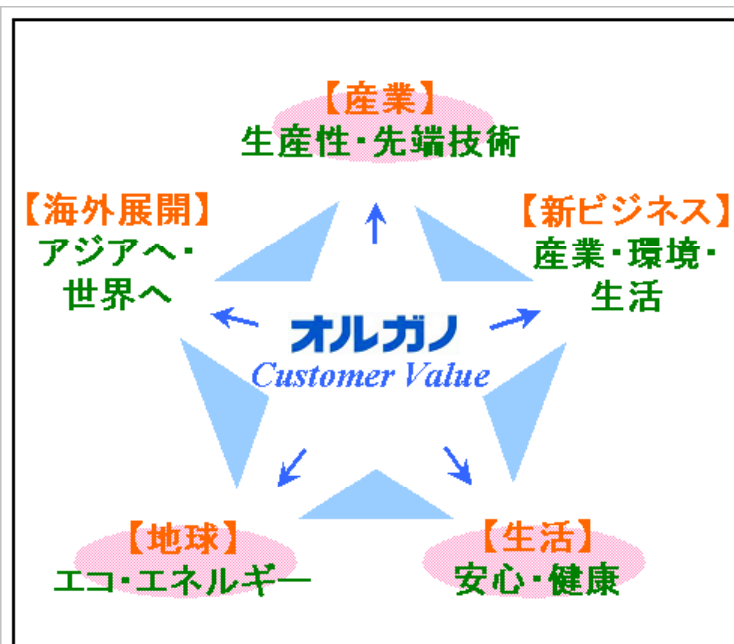 【産業】
生産性・先端技術
【海外展開】
アジアへ・
世界へ
【新ビジネス】
産業・環境・
生活
オルガノ
Customer Value
【地球】
エコ・エネルギー
【生活】
安心・健康